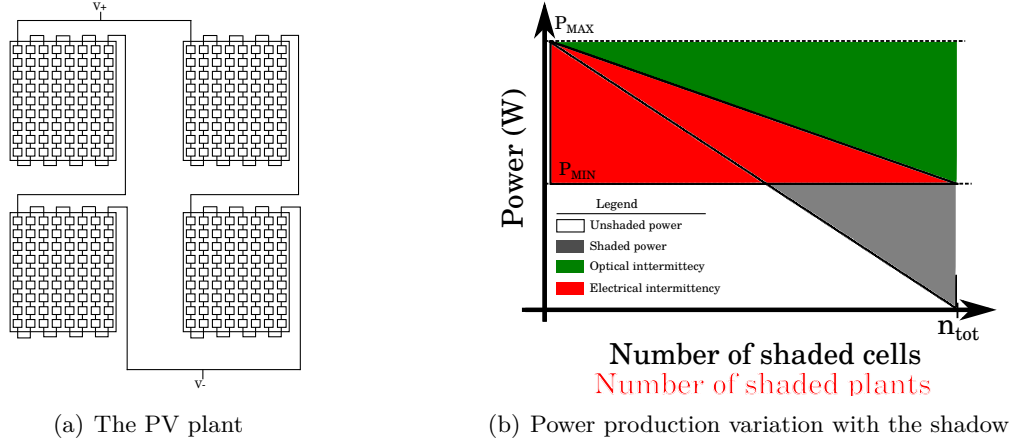 V+
V-
(a) The PV plant
P_MAX
Power (W)
P_MIN
Legend
Unshaded power
Shaded power
Optical inttermittecy
Electrical intermittency
n_tot
Number of shaded cells
Number of shaded plants
(b) Power production variation with the shadow